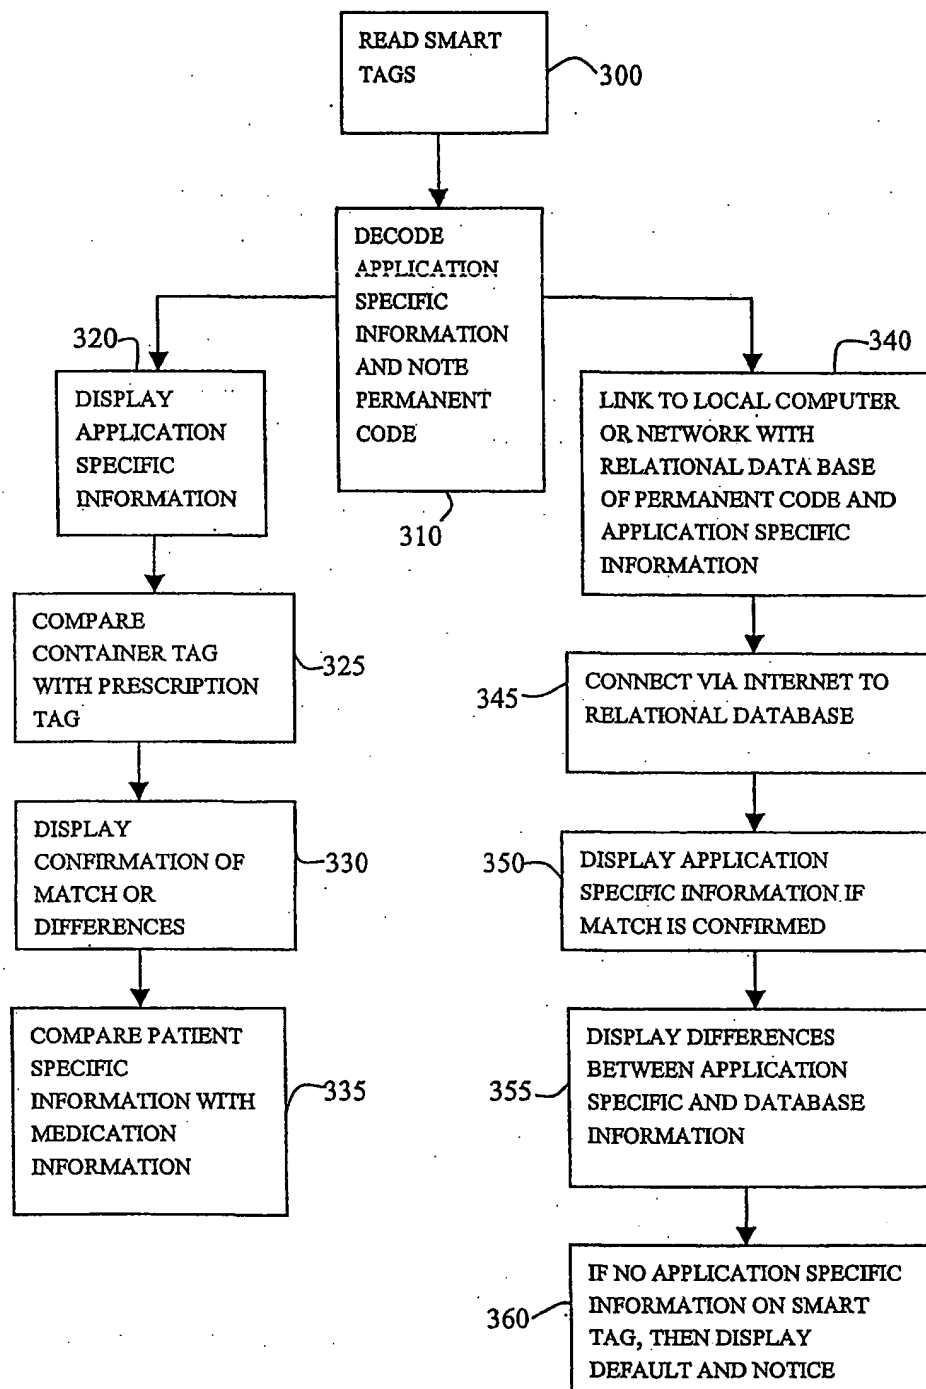 READ SMART
TAGS
300
DECODE
APPLICATION
SPECIFIC
INFORMATION
AND NOTE
PERMANENT
CODE
310
320
DISPLAY
APPLICATION
SPECIFIC
INFORMATION
COMPARE
CONTAINER TAG
WITH PRESCRIPTION
TAG
325
DISPLAY
CONFIRMATION OF
MATCH OR
DIFFERENCES
330
COMPARE PATIENT
SPECIFIC
INFORMATION WITH
MEDICATION
INFORMATION
335
340
LINK TO LOCAL COMPUTER
OR NETWORK WITH
RELATIONAL DATA BASE
OF PERMANENT CODE AND
APPLICATION SPECIFIC
INFORMATION
345
CONNECT VIA INTERNET TO
RELATIONAL DATABASE
350
DISPLAY APPLICATION
SPECIFIC INFORMATION IF
MATCH IS CONFIRMED
355
DISPLAY DIFFERENCES
BETWEEN APPLICATION
SPECIFIC AND DATABASE
INFORMATION
360
IF NO APPLICATION SPECIFIC
INFORMATION ON SMART
TAG, THEN DISPLAY
DEFAULT AND NOTICE